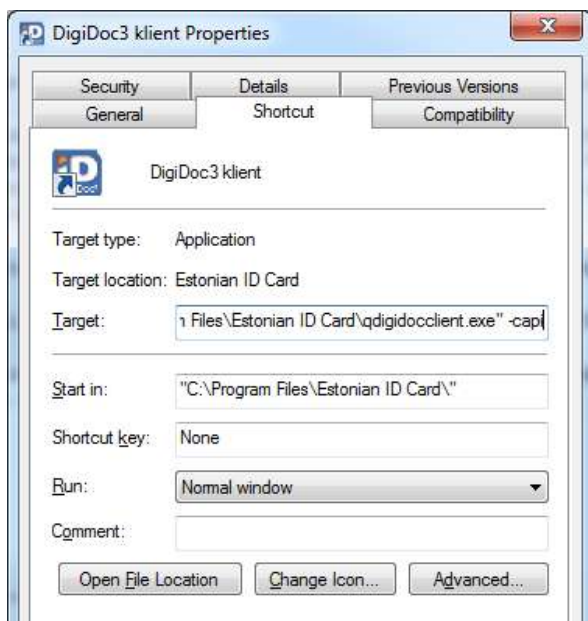 DigiDoc3 klient Properties
Security Details Previous Versions
General Shortcut Compatibility
DigiDoc3 klient
Target type: Application
Target location: Estonian ID Card
Target: Files\Estonian ID Card\qdigidocclient.exe" -capi
Start in: "C:\Program Files\Estonian ID Card\"
Shortcut key: None
Run: Normal window
Comment:
Open File Location Change Icon... Advanced...